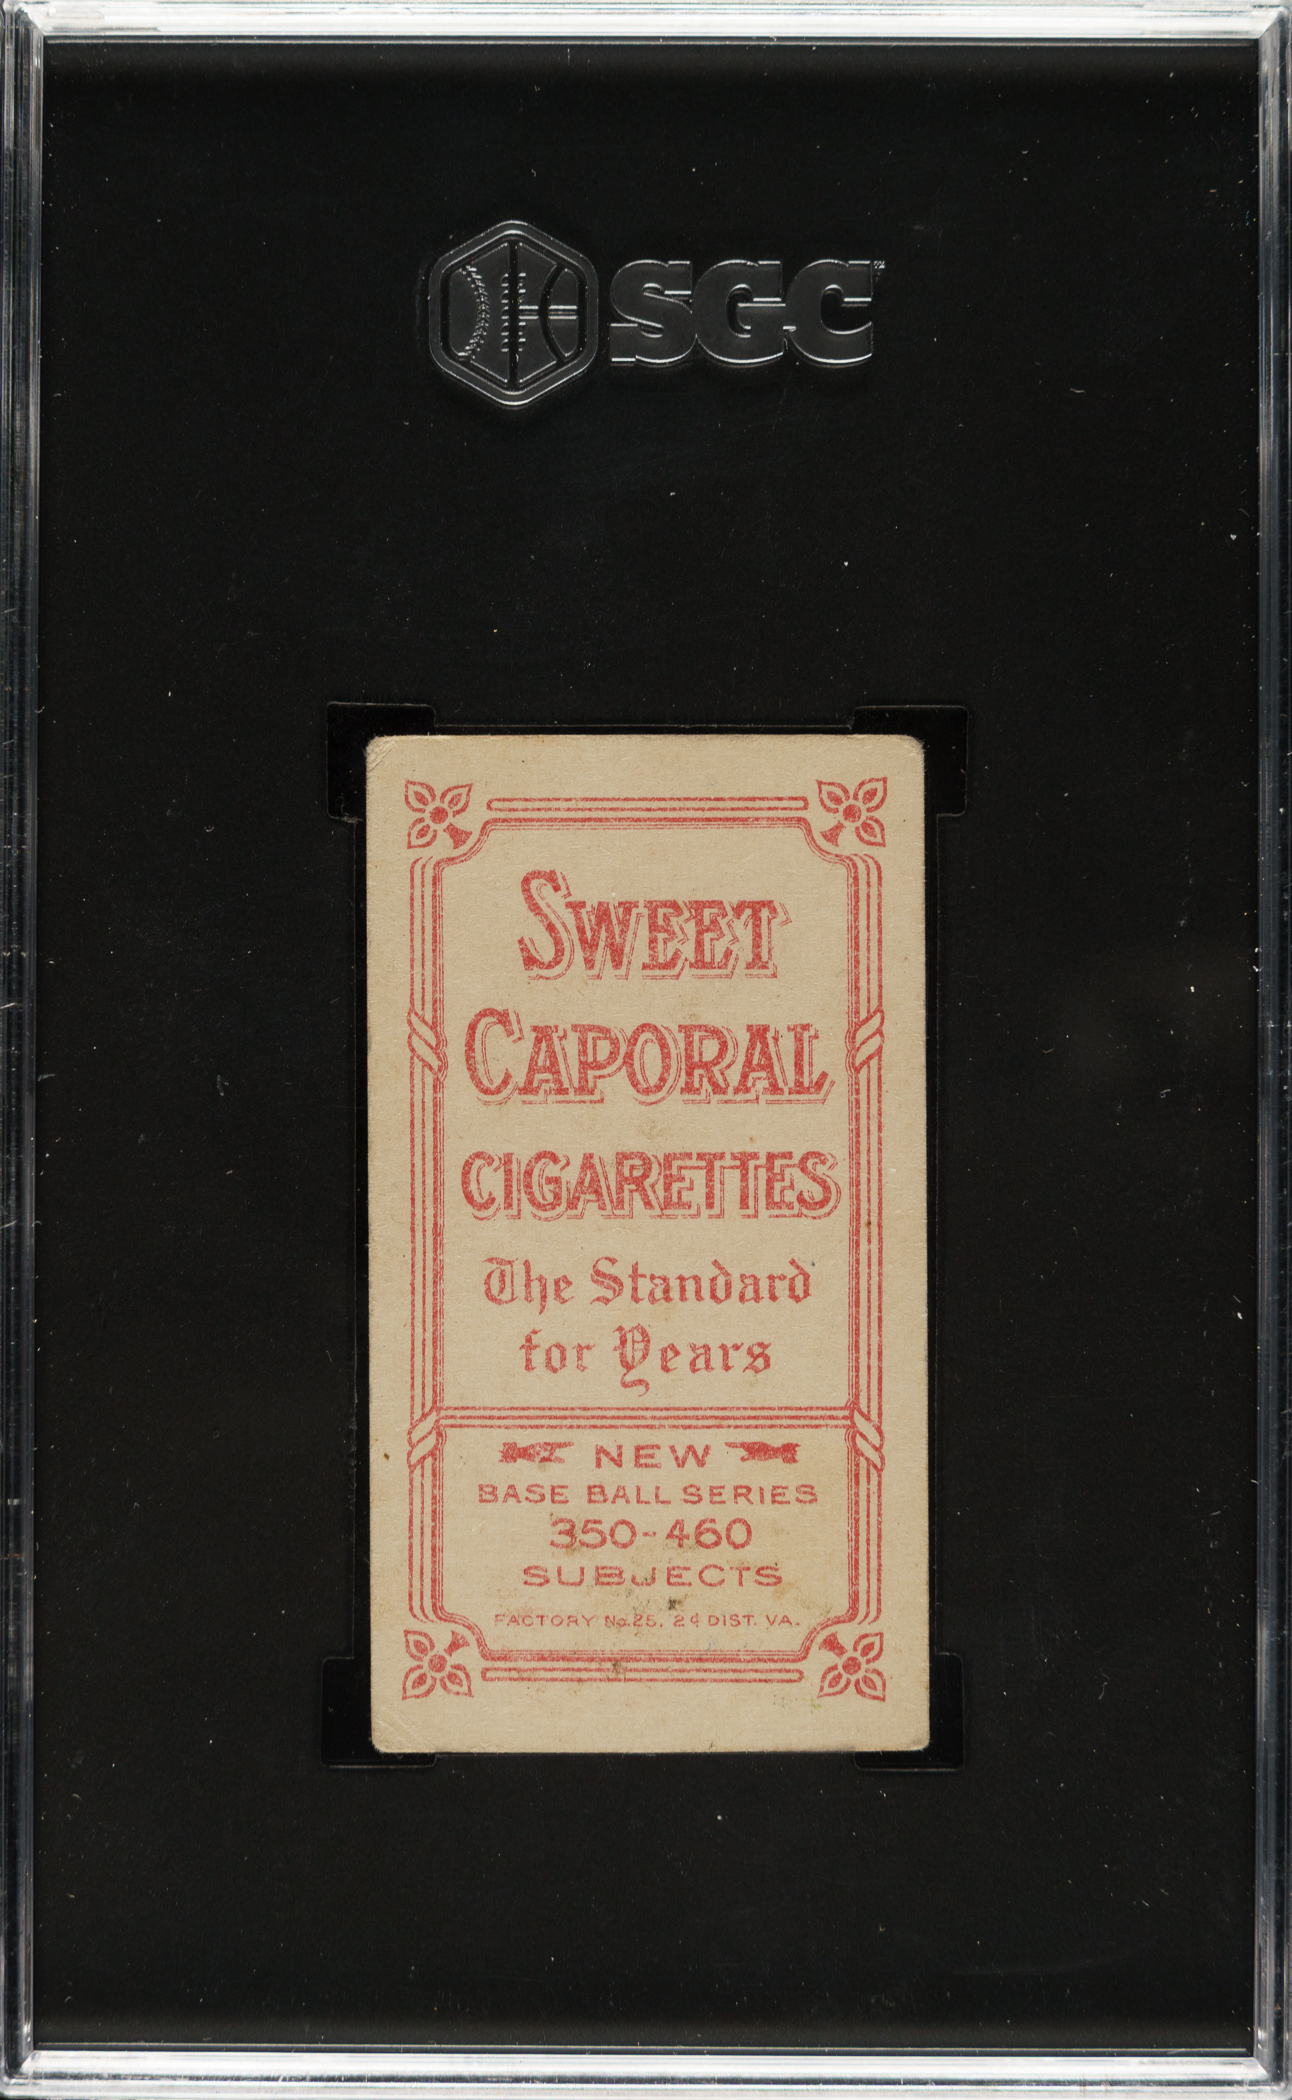 SGC™
SWEET
CAPORAL
CIGARETTES
The Standard
for Years
NEW
BASE BALL SERIES
350-460
SUBJECTS
FACTORY No. 25, 2d DIST. VA.